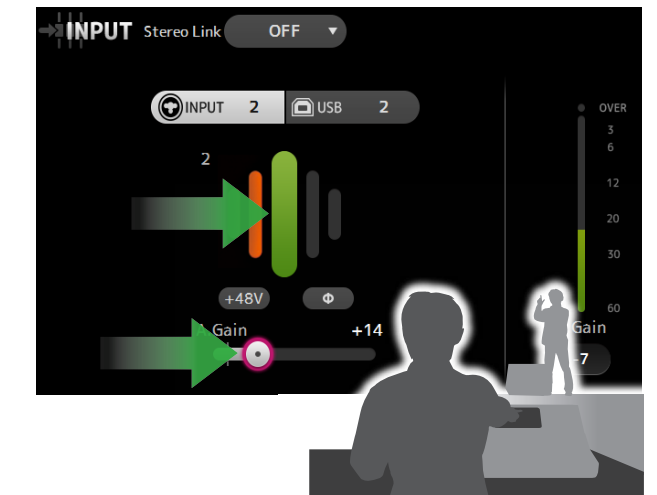 INPUT Stereo Link OFF
INPUT 2 USB 2
OVER
3
6
2
12
20
30
+48V Φ
60
Gain +14 Gain
7